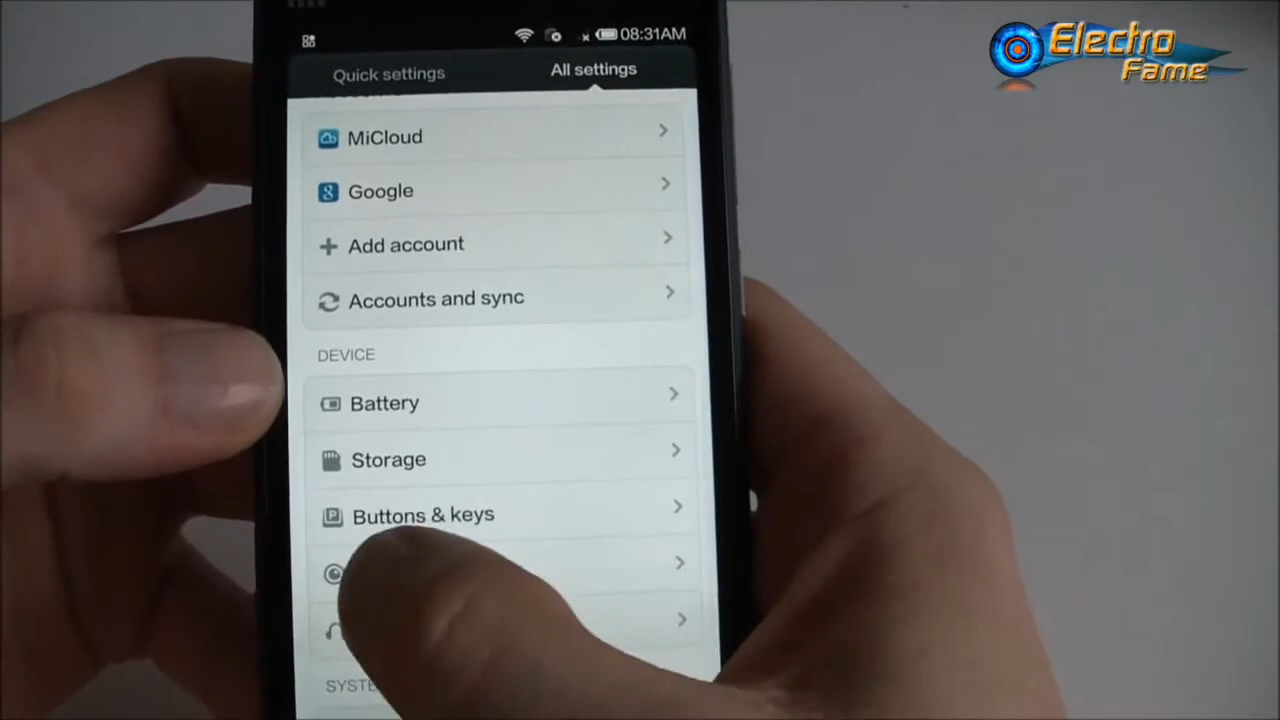 08:31AM
Electro
Fame
Quick settings
All settings
MiCloud
Google
Add account
Accounts and sync
DEVICE
Battery
Storage
Buttons & keys